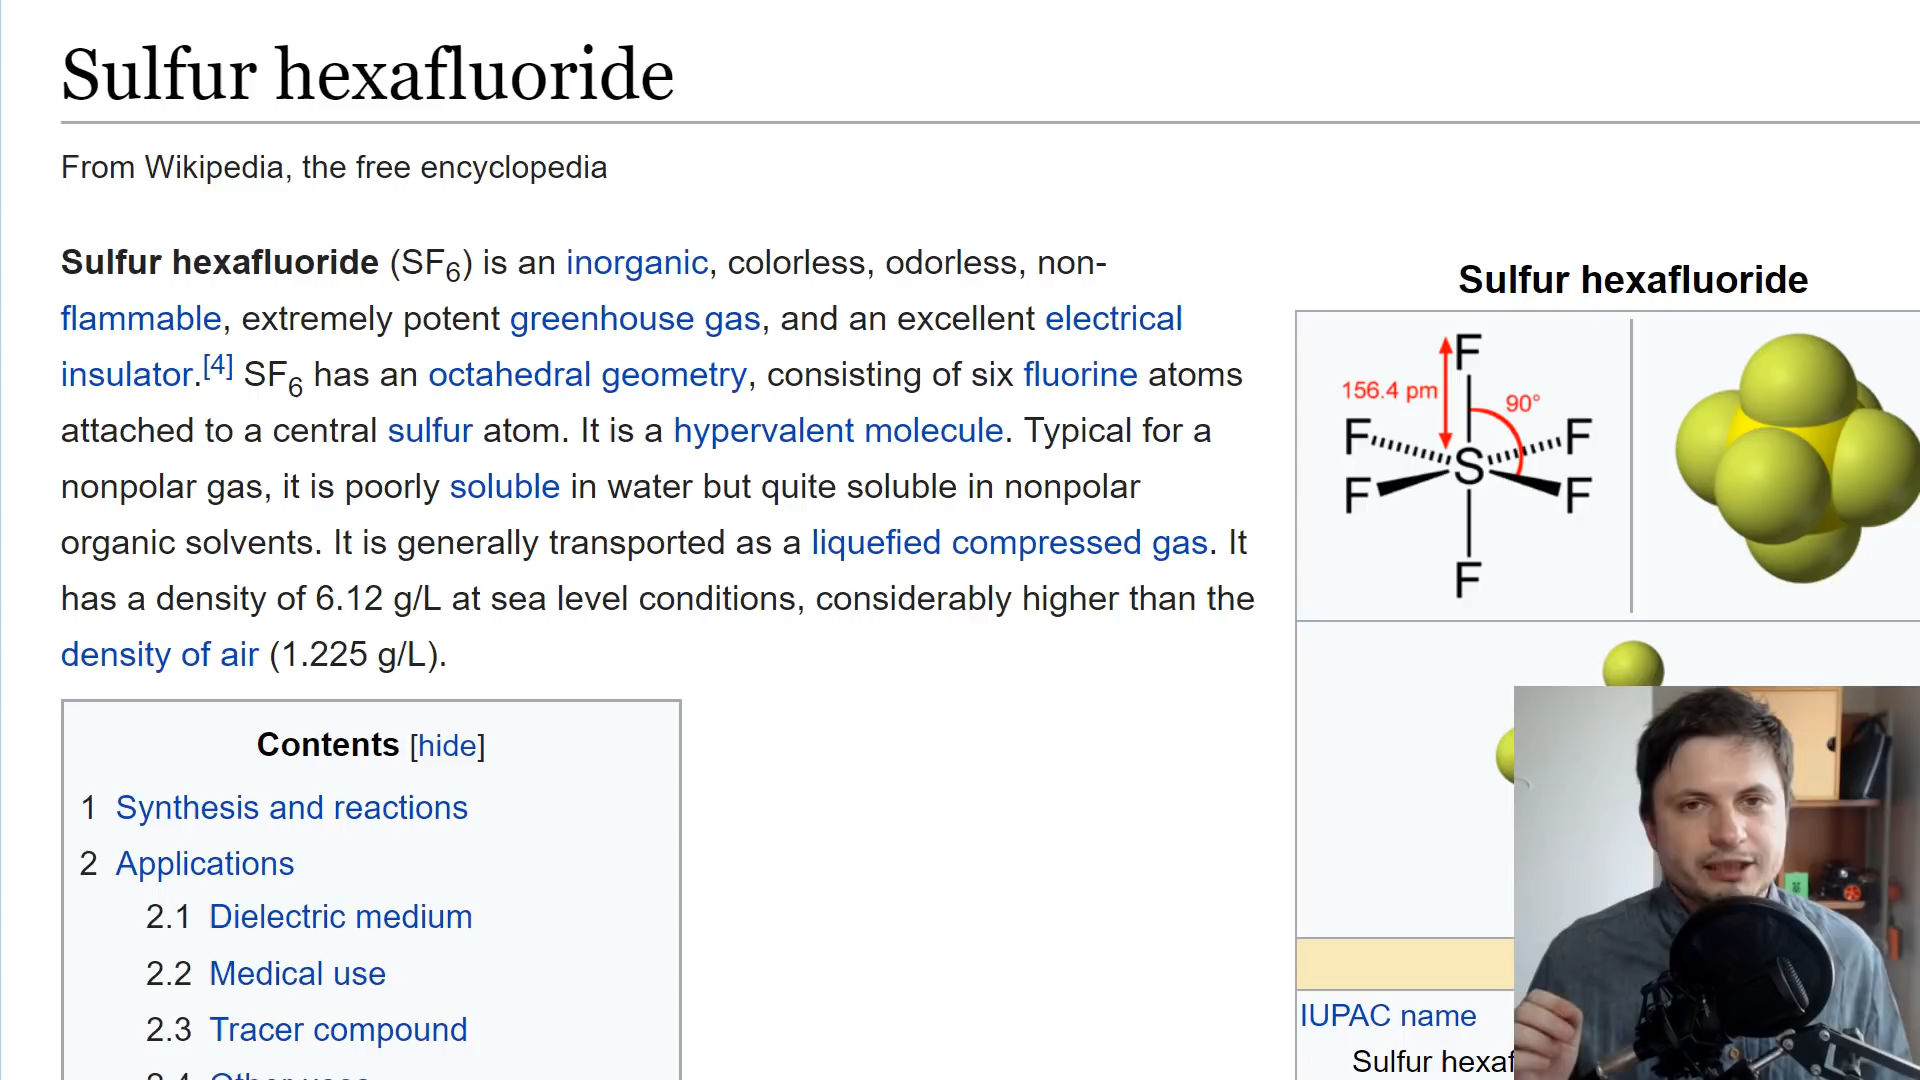 Sulfur hexafluoride
From Wikipedia, the free encyclopedia
Sulfur hexafluoride (SF6) is an inorganic, colorless, odorless, non-
flammable, extremely potent greenhouse gas, and an excellent electrical
insulator.[4] SF6 has an octahedral geometry, consisting of six fluorine atoms
attached to a central sulfur atom. It is a hypervalent molecule. Typical for a
nonpolar gas, it is poorly soluble in water but quite soluble in nonpolar
organic solvents. It is generally transported as a liquefied compressed gas. It
has a density of 6.12 g/L at sea level conditions, considerably higher than the
density of air (1.225 g/L).
Contents [hide]
1 Synthesis and reactions
2 Applications
2.1 Dielectric medium
2.2 Medical use
2.3 Tracer compound
2.4 Other uses
Sulfur hexafluoride
F
156.4 pm
90°
F F
S
F F
F
IUPAC name
Sulfur hexaf